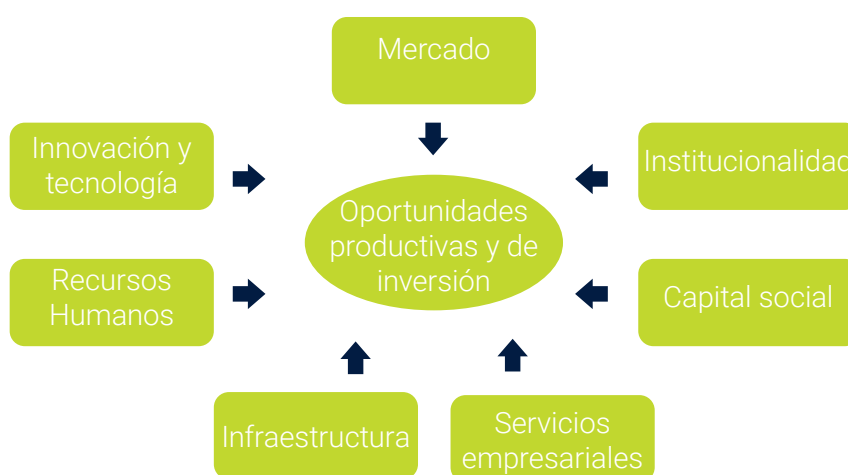 Mercado
Innovación y
tecnología
Institucionalidad
Oportunidades
productivas y de
inversión
Recursos
Humanos
Capital social
Infraestructura
Servicios
empresariales